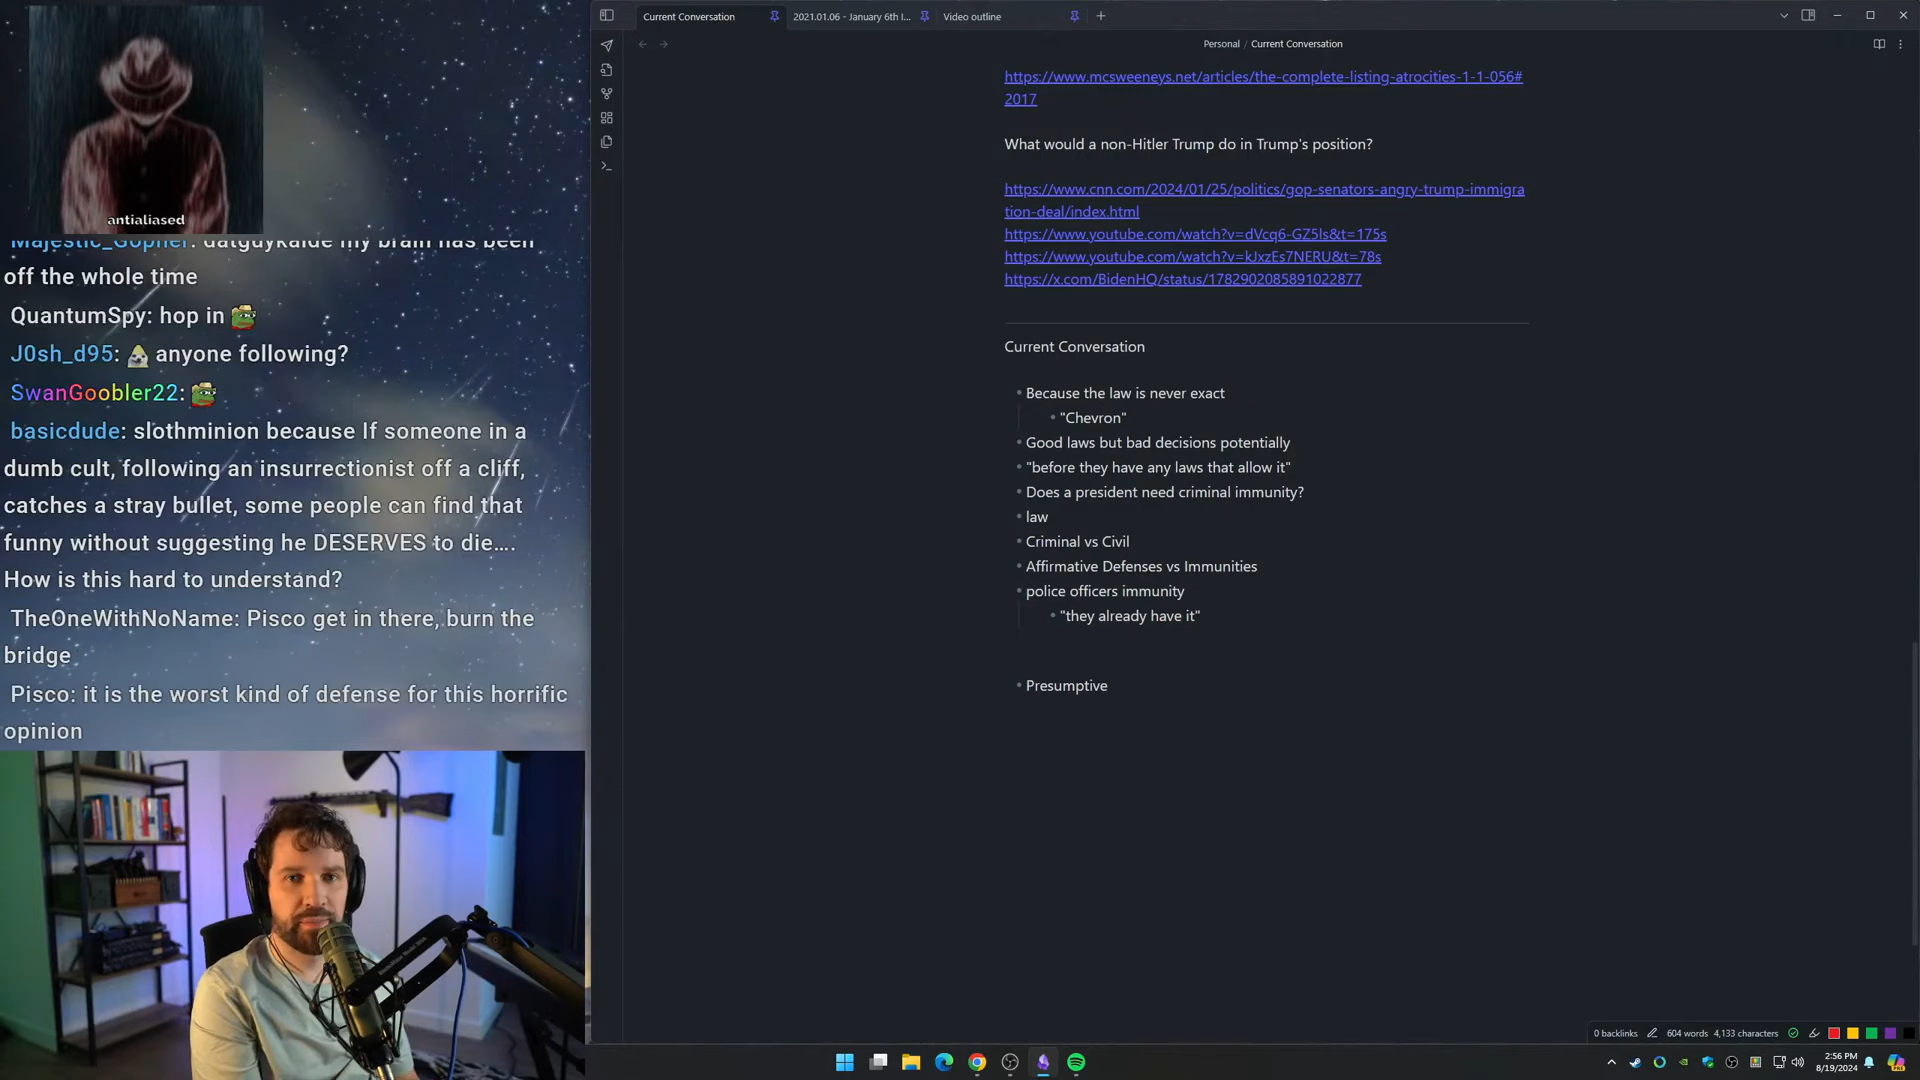 antialiased
Majestic_Gopher: datguykalde my brain has been
off the whole time
QuantumSpy: hop in
J0sh_d95: anyone following?
SwanGoobler22:
basicdude: slothminion because If someone in a
dumb cult, following an insurrectionist off a cliff,
catches a stray bullet, some people can find that
funny without suggesting he DESERVES to die....
How is this hard to understand?
TheOneWithNoName: Pisco get in there, burn the
bridge
Pisco: it is the worst kind of defense for this horrific
opinion
Current Conversation
2021.01.06 - January 6th I...
Video outline
Personal / Current Conversation
https://www.mcsweeneys.net/articles/the-complete-listing-atrocities-1-1-056#
2017
What would a non-Hitler Trump do in Trump's position?
https://www.cnn.com/2024/01/25/politics/gop-senators-angry-trump-immigra
tion-deal/index.html
https://www.youtube.com/watch?v=dVcq6-GZ5ls&t=175s
https://www.youtube.com/watch?v=kJxzEs7NERU&t=78s
https://x.com/BidenHQ/status/1782902085891022877
Current Conversation
• Because the law is never exact
• "Chevron"
• Good laws but bad decisions potentially
• "before they have any laws that allow it"
• Does a president need criminal immunity?
• law
• Criminal vs Civil
• Affirmative Defenses vs Immunities
• police officers immunity
• "they already have it"
• Presumptive
0 backlinks 604 words 4,133 characters
2:56 PM
8/19/2024